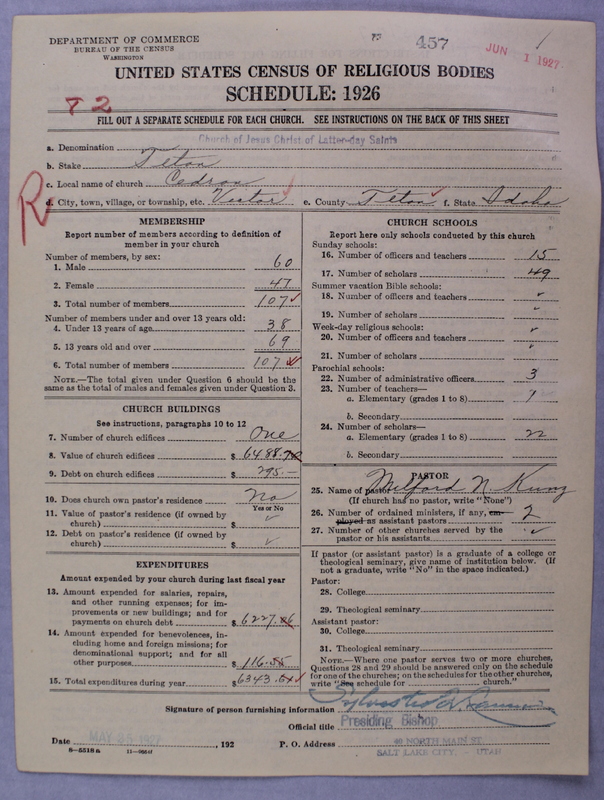 DEPARTMENT OF COMMERCE
BUREAU OF THE CENSUS
WASHINGTON
457
JUN 1 1927
UNITED STATES CENSUS OF RELIGIOUS BODIES
SCHEDULE: 1926
T 2
FILL OUT A SEPARATE SCHEDULE FOR EACH CHURCH. SEE INSTRUCTIONS ON THE BACK OF THIS SHEET
a. Denomination Church of Jesus Christ of Latter-day Saints
b. Stake Teton
c. Local name of church Cedron
R
d. City, town, village, or township, etc. Victor e. County Teton f. State Idaho
MEMBERSHIP
Report number of members according to definition of
member in your church
Number of members, by sex:
1. Male 60
2. Female 47
3. Total number of members 107
Number of members under and over 13 years old:
4. Under 13 years of age 38
5. 13 years old and over 69
6. Total number of members 107
NOTE.—The total given under Question 6 should be the
same as the total of males and females given under Question 3.
CHURCH BUILDINGS
See instructions, paragraphs 10 to 12
7. Number of church edifices One
8. Value of church edifices $ 6488.
9. Debt on church edifices $ 295.—
10. Does church own pastor's residence No
Yes or No
11. Value of pastor's residence (if owned by
church) $
12. Debt on pastor's residence (if owned by
church) $
EXPENDITURES
Amount expended by your church during last fiscal year
13. Amount expended for salaries, repairs,
and other running expenses; for im-
provements or new buildings; and for
payments on church debt $ 6227.
14. Amount expended for benevolences, in-
cluding home and foreign missions; for
denominational support; and for all
other purposes $ 116.
15. Total expenditures during year $ 6343.
CHURCH SCHOOLS
Report here only schools conducted by this church
Sunday schools:
16. Number of officers and teachers 15
17. Number of scholars 49
Summer vacation Bible schools:
18. Number of officers and teachers
19. Number of scholars
Week-day religious schools:
20. Number of officers and teachers
21. Number of scholars
Parochial schools:
22. Number of administrative officers 3
23. Number of teachers—
a. Elementary (grades 1 to 8) 1
b. Secondary
24. Number of scholars—
a. Elementary (grades 1 to 8) 22
b. Secondary
PASTOR
25. Name of pastor Milford N. Kunz
(If church has no pastor, write "None")
26. Number of ordained ministers, if any, em-
ployed as assistant pastors 2
27. Number of other churches served by the
pastor or his assistants
If pastor (or assistant pastor) is a graduate of a college or
theological seminary, give name of institution below. (If
not a graduate, write "No" in the space indicated.)
Pastor:
28. College
29. Theological seminary
Assistant pastor:
30. College
31. Theological seminary
NOTE.—Where one pastor serves two or more churches,
Questions 28 and 29 should be answered only on the schedule
for one of the churches; on the schedules for the other churches,
write "See schedule for church."
Signature of person furnishing information Sylvester Q. Cannon
Official title Presiding Bishop
Date MAY 25 1927, 192 P. O. Address 40 NORTH MAIN ST.
SALT LAKE CITY, - UTAH
8-5518a